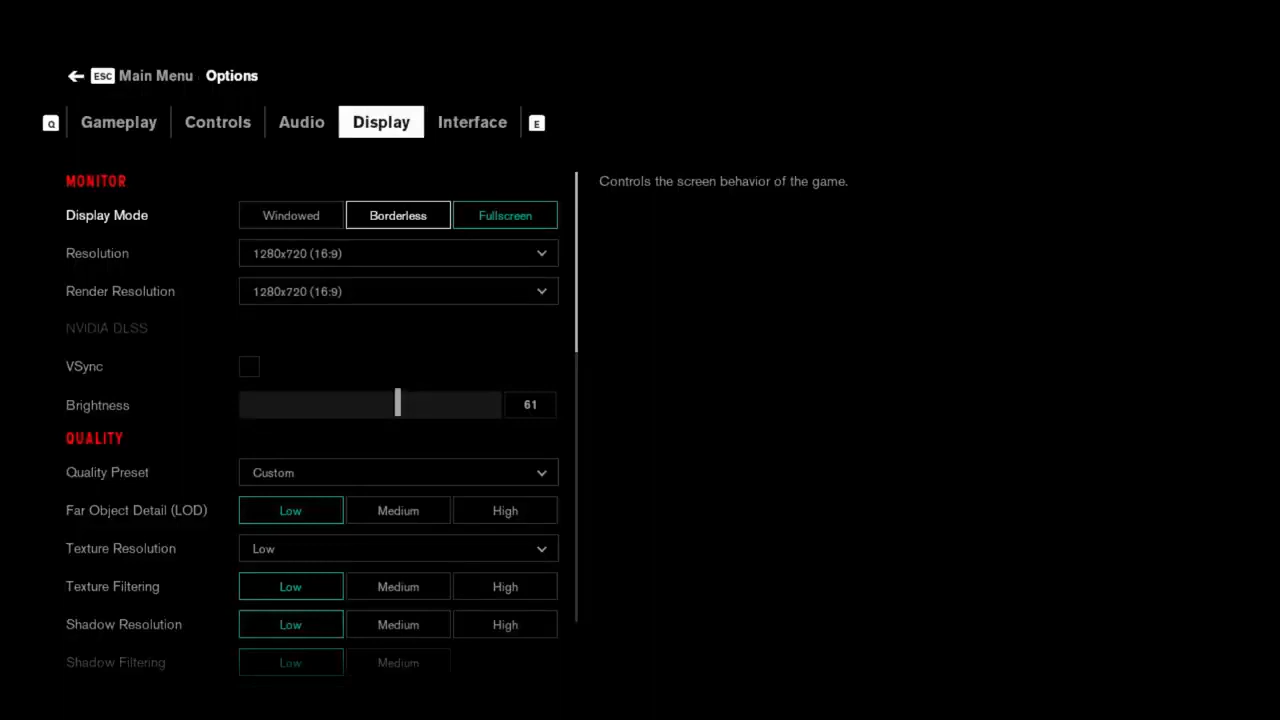 ESC Main Menu Options
Q Gameplay Controls Audio Display Interface E
MONITOR
Controls the screen behavior of the game.
Display Mode Windowed Borderless Fullscreen
Resolution 1280x720 (16:9)
Render Resolution 1280x720 (16:9)
NVIDIA DLSS
VSync
Brightness 61
QUALITY
Quality Preset Custom
Far Object Detail (LOD) Low Medium High
Texture Resolution Low
Texture Filtering Low Medium High
Shadow Resolution Low Medium High
Shadow Filtering Low Medium